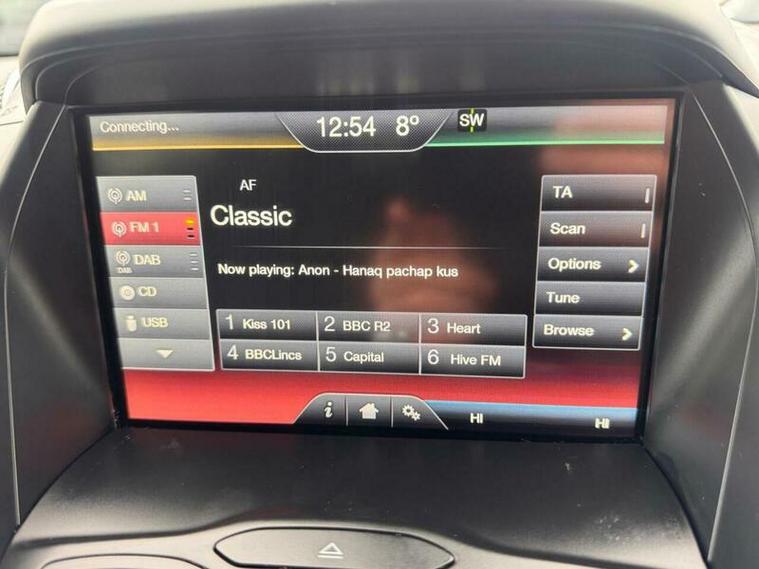 Connecting...
12:54 8°
SW
AM
FM 1
DAB
DAB
CD
USB
AF
Classic
Now playing: Anon - Hanaq pachap kus
1 Kiss 101
2 BBC R2
3 Heart
4 BBCLincs
5 Capital
6 Hive FM
TA
Scan
Options
Tune
Browse
i
HI
HI